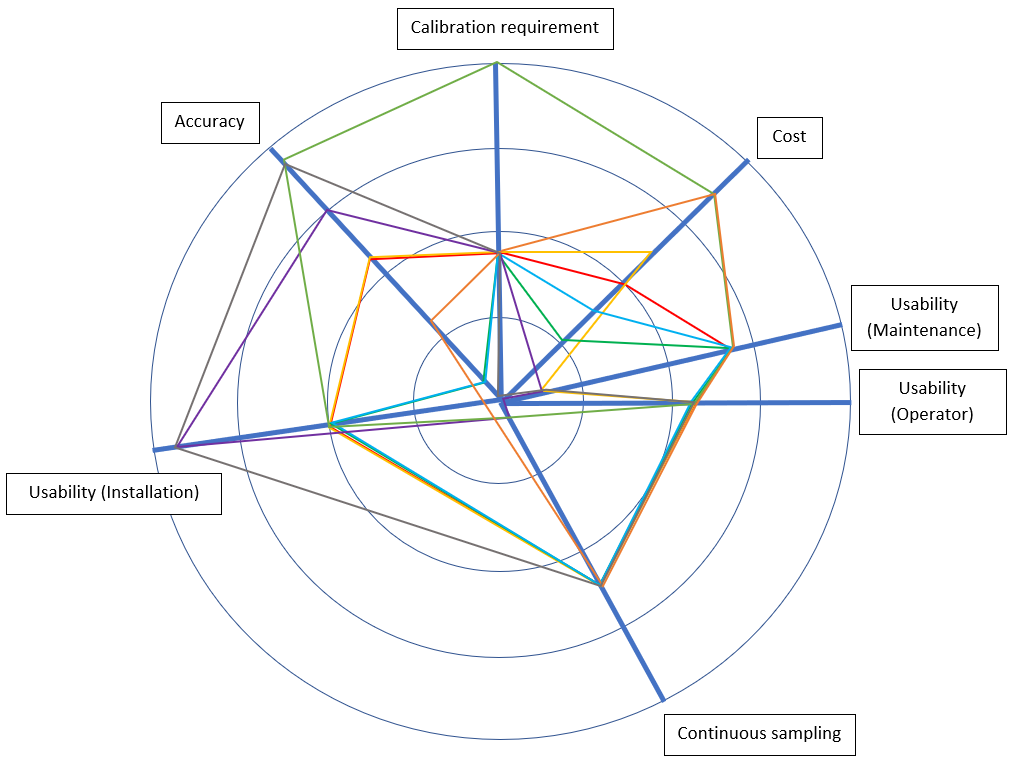 Calibration requirement
Accuracy
Cost
Usability
(Maintenance)
Usability
(Operator)
Usability (Installation)
Continuous sampling